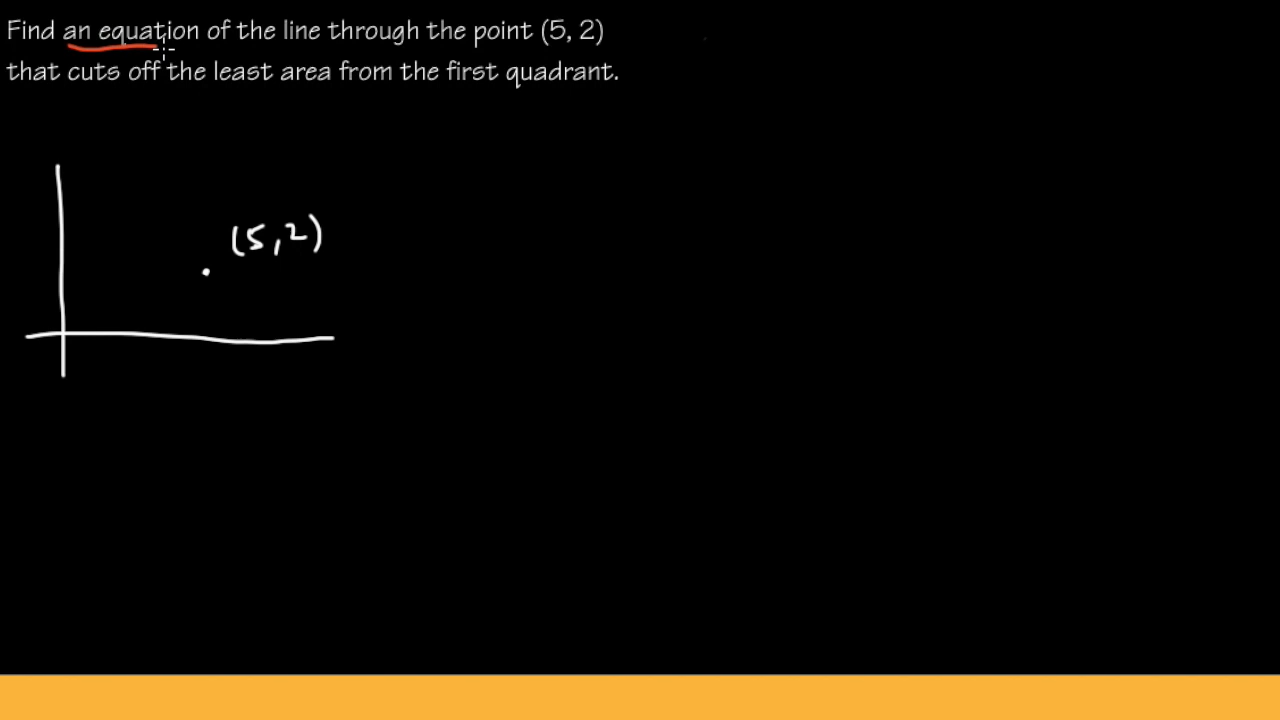 Find an equation of the line through the point (5, 2)
that cuts off the least area from the first quadrant.
(5,2)